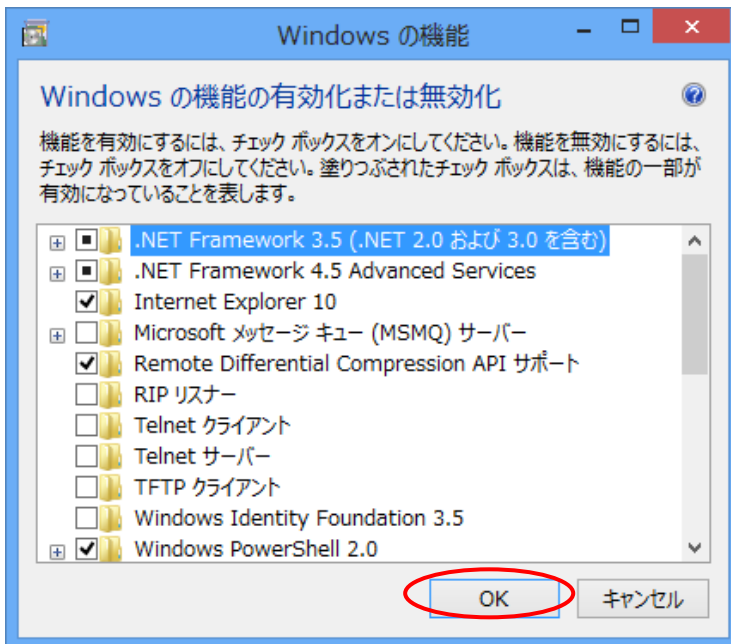 Windows の機能
Windows の機能の有効化または無効化
機能を有効にするには、チェック ボックスをオンにしてください。機能を無効にするには、
チェック ボックスをオフにしてください。塗りつぶされたチェック ボックスは、機能の一部が
有効になっていることを表します。
.NET Framework 3.5 (.NET 2.0 および 3.0 を含む)
.NET Framework 4.5 Advanced Services
Internet Explorer 10
Microsoft メッセージ キュー (MSMQ) サーバー
Remote Differential Compression API サポート
RIP リスナー
Telnet クライアント
Telnet サーバー
TFTP クライアント
Windows Identity Foundation 3.5
Windows PowerShell 2.0
OK
キャンセル